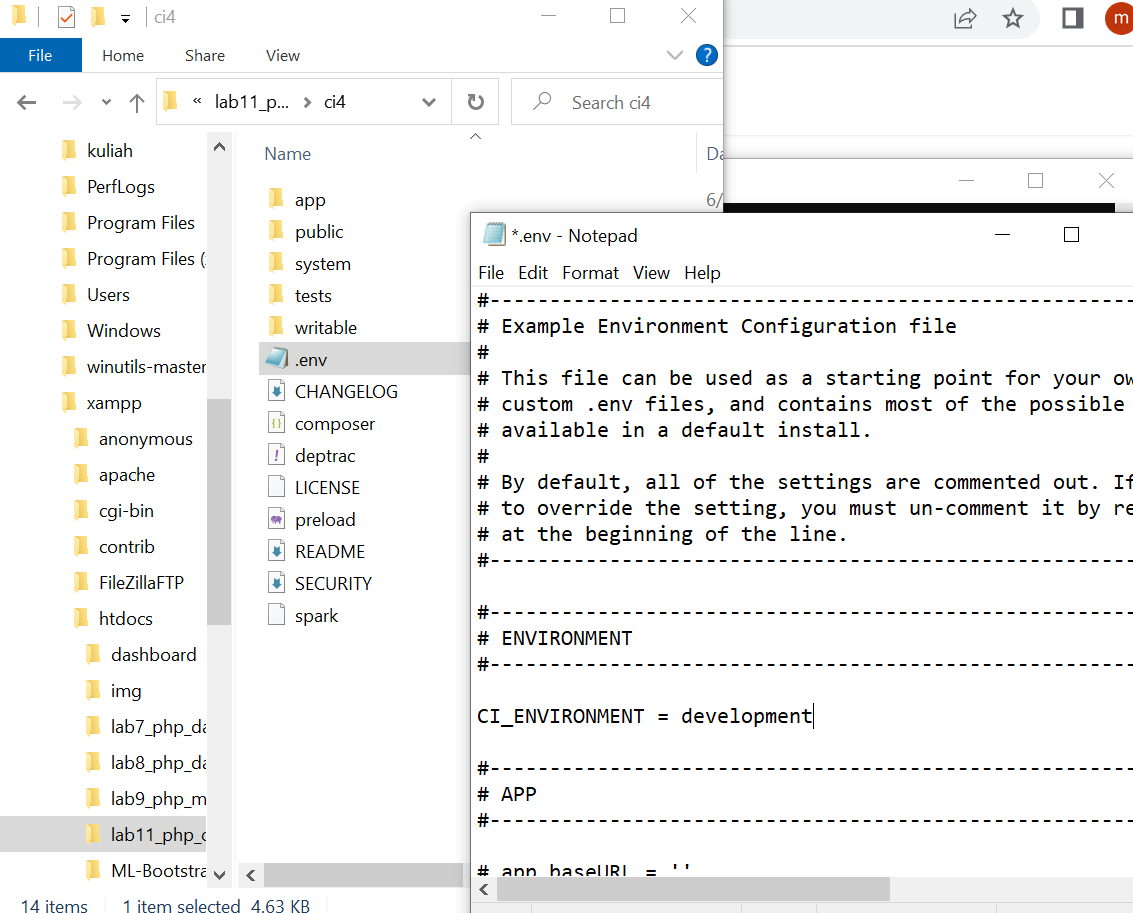 ci4
m
File Home Share View ?
« lab11_p... > ci4 Search ci4
kuliah
PerfLogs
Program Files
Program Files (
Users
Windows
winutils-master
xampp
anonymous
apache
cgi-bin
contrib
FileZillaFTP
htdocs
dashboard
img
lab7_php_da
lab8_php_da
lab9_php_m
lab11_php_c
ML-Bootstra
Name Da
6/
app
public
system
tests
writable
.env
CHANGELOG
composer
deptrac
LICENSE
preload
README
SECURITY
spark
14 items 1 item selected 4.63 KB
*.env - Notepad
File Edit Format View Help
#------------------------------------------------------
# Example Environment Configuration file
#
# This file can be used as a starting point for your ow
# custom .env files, and contains most of the possible
# available in a default install.
#
# By default, all of the settings are commented out. If
# to override the setting, you must un-comment it by re
# at the beginning of the line.
#------------------------------------------------------
#------------------------------------------------------
# ENVIRONMENT
#------------------------------------------------------
CI_ENVIRONMENT = development
#------------------------------------------------------
# APP
#------------------------------------------------------
# app.baseURL = ''